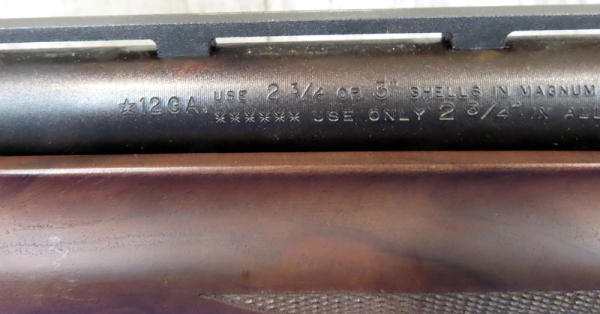 ☆12GA. USE 2 3/4 OR 3" SHELLS IN MAGNUM
****** USE ONLY 2 3/4" IN ALL